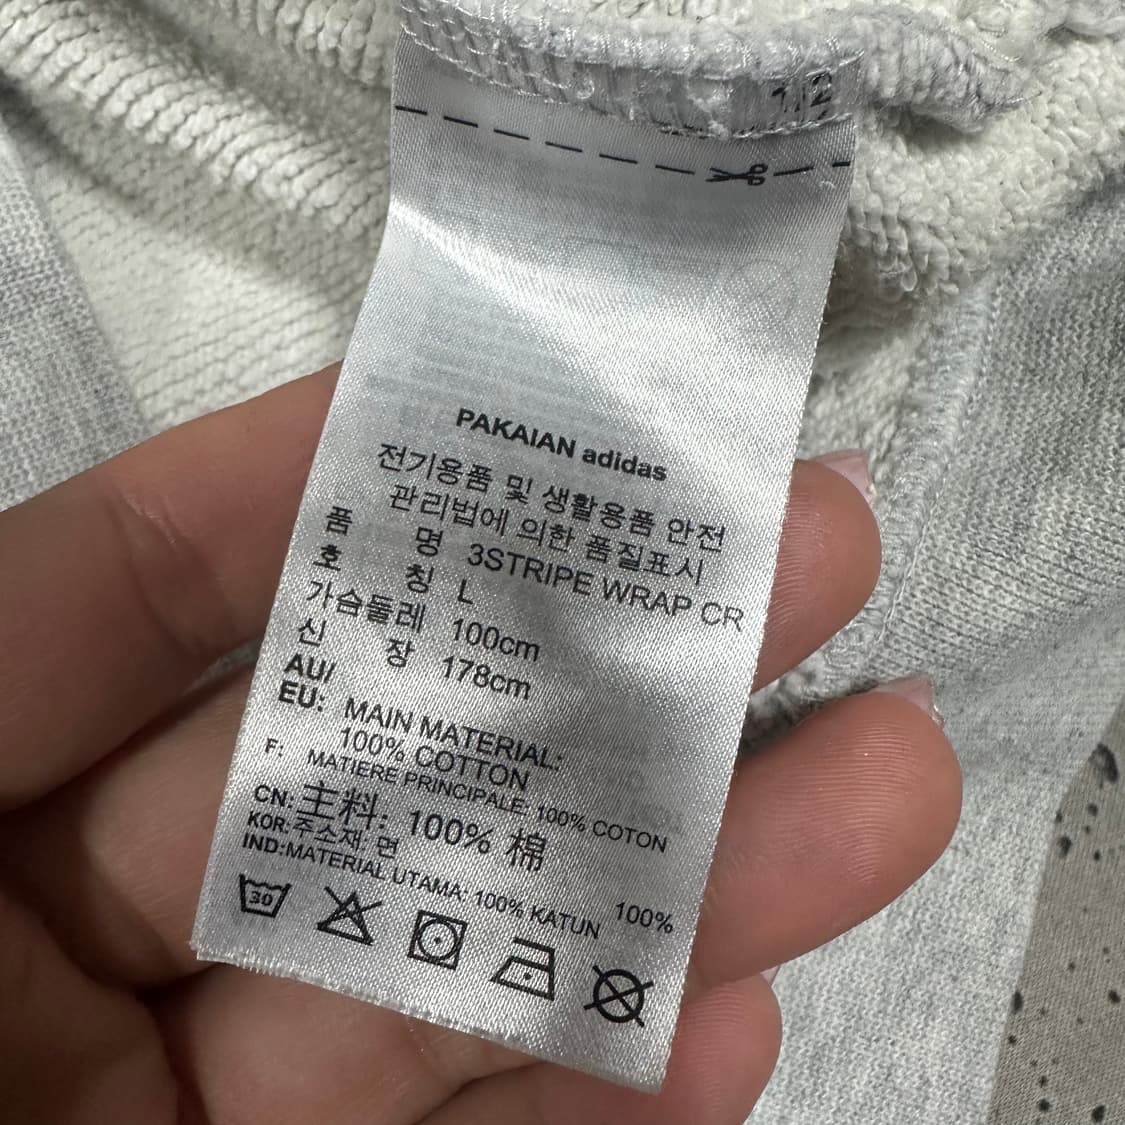 1/2
PAKAIAN adidas
전기용품 및 생활용품 안전
관리법에 의한 품질표시
품 명 3STRIPE WRAP CR
호 칭 L
가슴둘레 100cm
신 장 178cm
AU/
EU: MAIN MATERIAL:
100% COTTON
F: MATIERE PRINCIPALE: 100% COTON
CN: 主料: 100% 棉
KOR: 주소재: 면 100%
IND:MATERIAL UTAMA: 100% KATUN
30